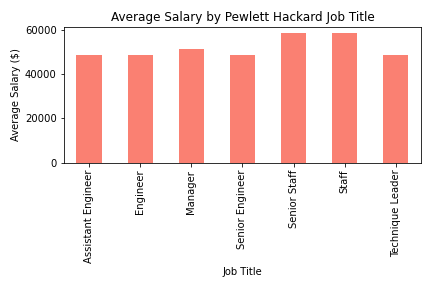 Average Salary by Pewlett Hackard Job Title
Average Salary ($)
60000
40000
20000
0
Assistant Engineer
Engineer
Manager
Senior Engineer
Senior Staff
Staff
Technique Leader
Job Title